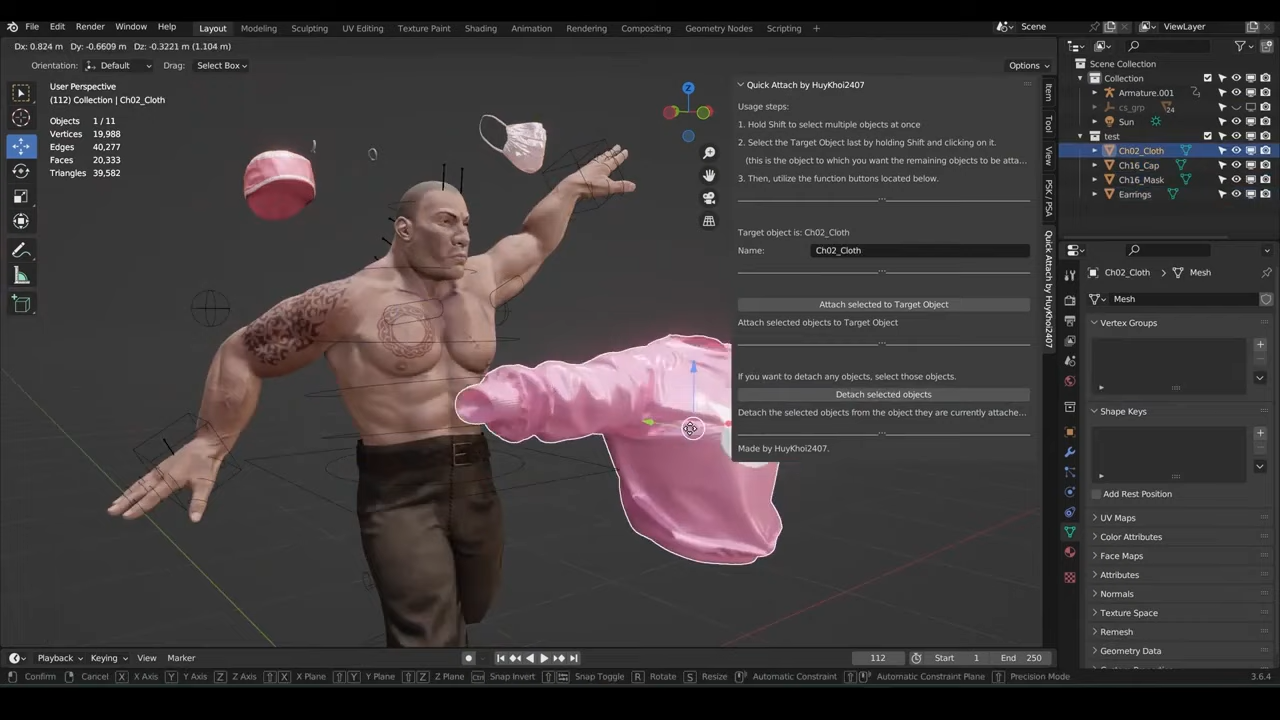 File Edit Render Window Help Layout Modeling Sculpting UV Editing Texture Paint Shading Animation Rendering Compositing Geometry Nodes Scripting + Scene ViewLayer
Dx: 0.824 m Dy: -0.6609 m Dz: -0.3221 m (1.104 m)
Orientation: Default Drag: Select Box Options
User Perspective
(112) Collection | Ch02_Cloth
Objects 1 / 11
Vertices 19,988
Edges 40,277
Faces 20,333
Triangles 39,582
Z
Quick Attach by HuyKhoi2407
Usage steps:
1. Hold Shift to select multiple objects at once
2. Select the Target Object last by holding Shift and clicking on it.
(this is the object to which you want the remaining objects to be atta...
3. Then, utilize the function buttons located below.
Target object is: Ch02_Cloth
Name: Ch02_Cloth
Attach selected to Target Object
Attach selected objects to Target Object
If you want to detach any objects, select those objects.
Detach selected objects
Detach the selected objects from the object they are currently attache...
Made by HuyKhoi2407.
Item
Tool
View
PSK / PSA
Quick Attach by HuyKhoi2407
Scene Collection
Collection
Armature.001
cs_grp 24
Sun
test
Ch02_Cloth
Ch16_Cap
Ch16_Mask
Earrings
Ch02_Cloth > Mesh
Mesh
Vertex Groups
Shape Keys
Add Rest Position
UV Maps
Color Attributes
Face Maps
Attributes
Normals
Texture Space
Remesh
Geometry Data
Playback Keying View Marker 112 Start 1 End 250
Confirm Cancel X X Axis Y Y Axis Z Z Axis X X Plane Y Y Plane Z Z Plane Ctrl Snap Invert Snap Toggle R Rotate S Resize Automatic Constraint Automatic Constraint Plane Precision Mode 3.6.4